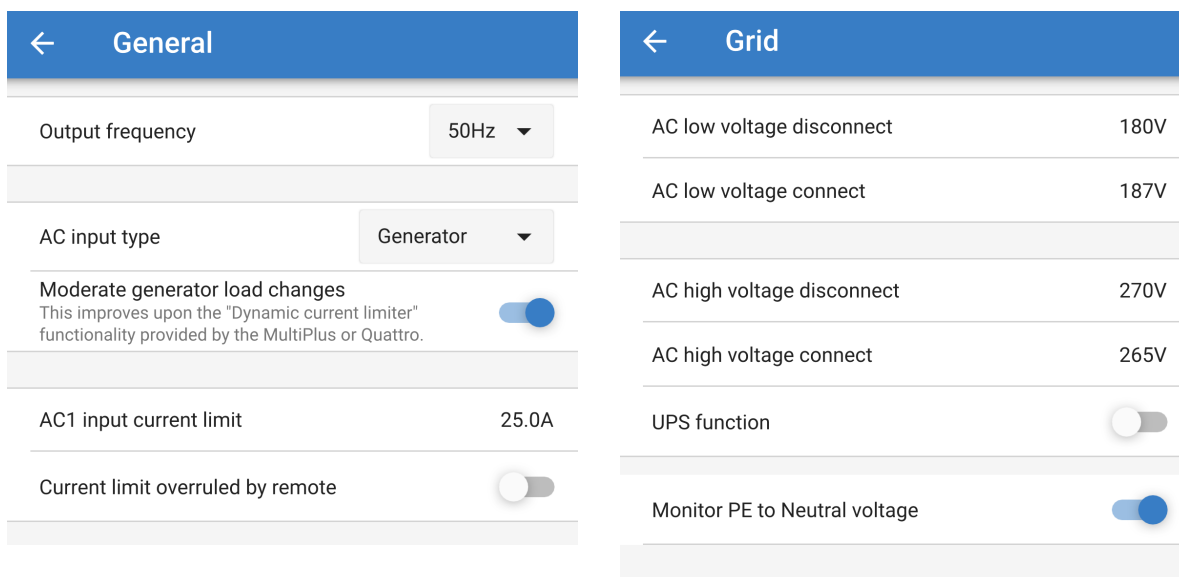 General
Output frequency
50Hz
AC input type
Generator
Moderate generator load changes
This improves upon the "Dynamic current limiter"
functionality provided by the MultiPlus or Quattro.
AC1 input current limit
25.0A
Current limit overruled by remote
Grid
AC low voltage disconnect
180V
AC low voltage connect
187V
AC high voltage disconnect
270V
AC high voltage connect
265V
UPS function
Monitor PE to Neutral voltage